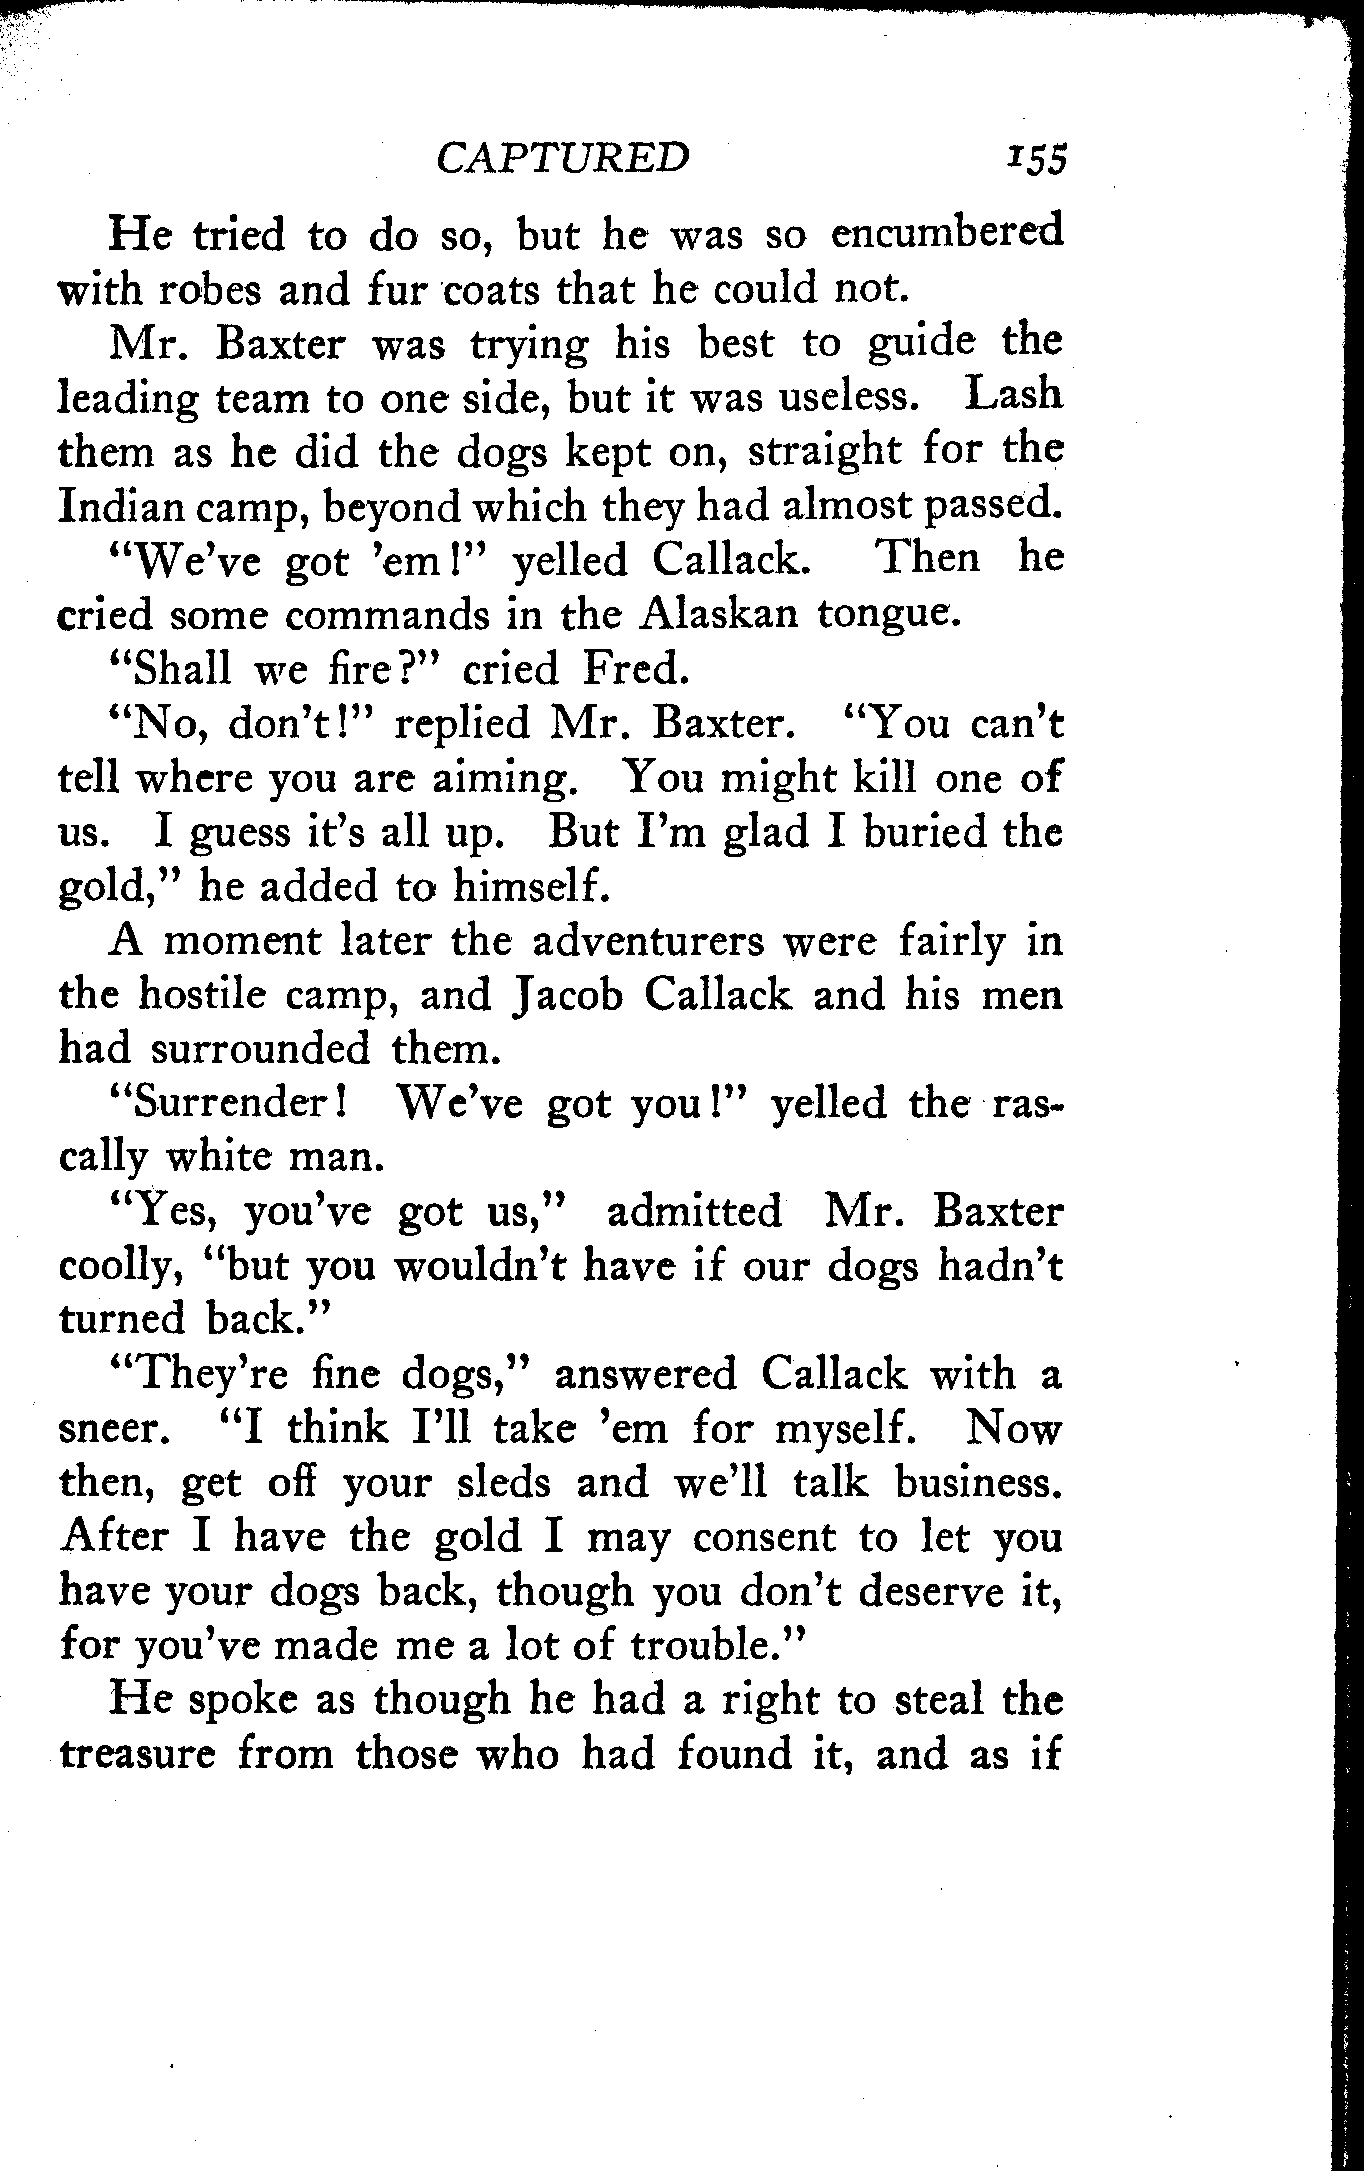 CAPTURED 155
He tried to do so, but he was so encumbered
with robes and fur coats that he could not.
Mr. Baxter was trying his best to guide the
leading team to one side, but it was useless. Lash
them as he did the dogs kept on, straight for the
Indian camp, beyond which they had almost passed.
“We’ve got ’em!” yelled Callack. Then he
cried some commands in the Alaskan tongue.
“Shall we fire?” cried Fred.
“No, don’t!” replied Mr. Baxter. “You can’t
tell where you are aiming. You might kill one of
us. I guess it’s all up. But I’m glad I buried the
gold,” he added to himself.
A moment later the adventurers were fairly in
the hostile camp, and Jacob Callack and his men
had surrounded them.
“Surrender! We’ve got you!” yelled the ras-
cally white man.
“Yes, you’ve got us,” admitted Mr. Baxter
coolly, “but you wouldn’t have if our dogs hadn’t
turned back.”
“They’re fine dogs,” answered Callack with a
sneer. “I think I’ll take ’em for myself. Now
then, get off your sleds and we’ll talk business.
After I have the gold I may consent to let you
have your dogs back, though you don’t deserve it,
for you’ve made me a lot of trouble.”
He spoke as though he had a right to steal the
treasure from those who had found it, and as if